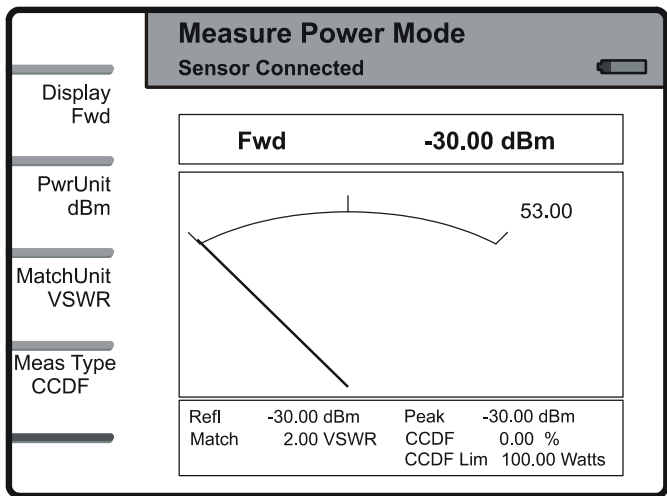 Measure Power Mode
Sensor Connected
Display
Fwd
PwrUnit
dBm
MatchUnit
VSWR
Meas Type
CCDF
Fwd -30.00 dBm
53.00
Refl -30.00 dBm Peak -30.00 dBm
Match 2.00 VSWR CCDF 0.00 %
CCDF Lim 100.00 Watts